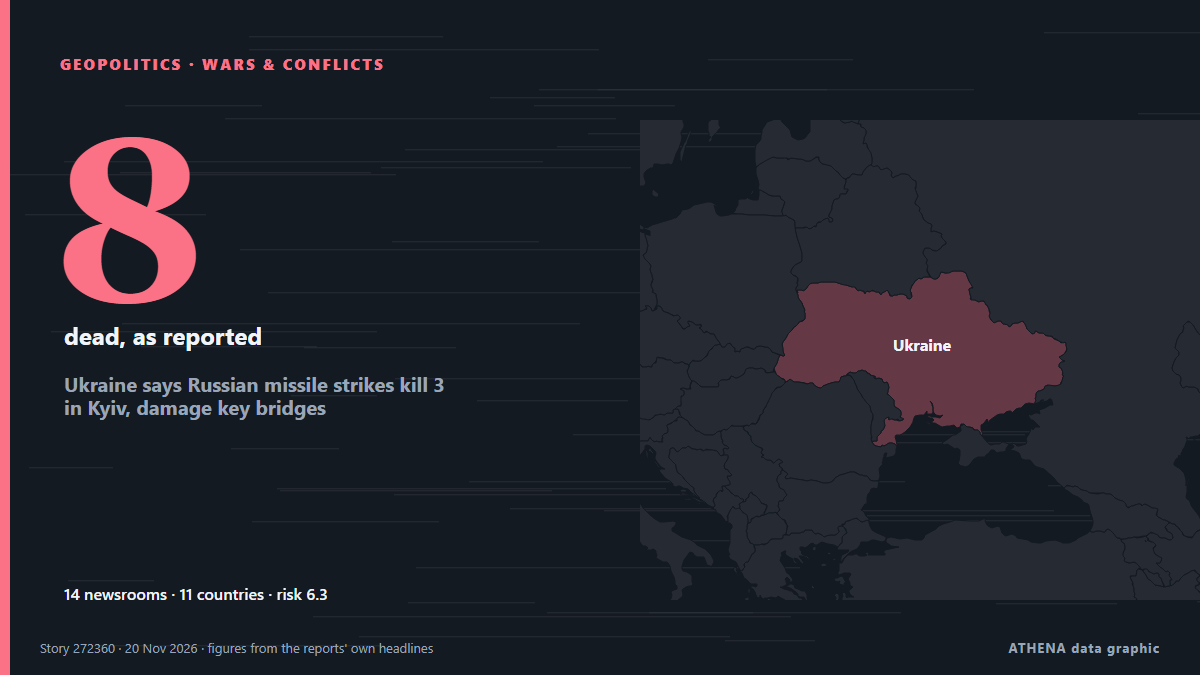 GEOPOLITICS · WARS & CONFLICTS
8
dead, as reported
Ukraine says Russian missile strikes kill 3
in Kyiv, damage key bridges
Ukraine
14 newsrooms · 11 countries · risk 6.3
Story 272360 · 20 Nov 2026 · figures from the reports' own headlines
ATHENA data graphic